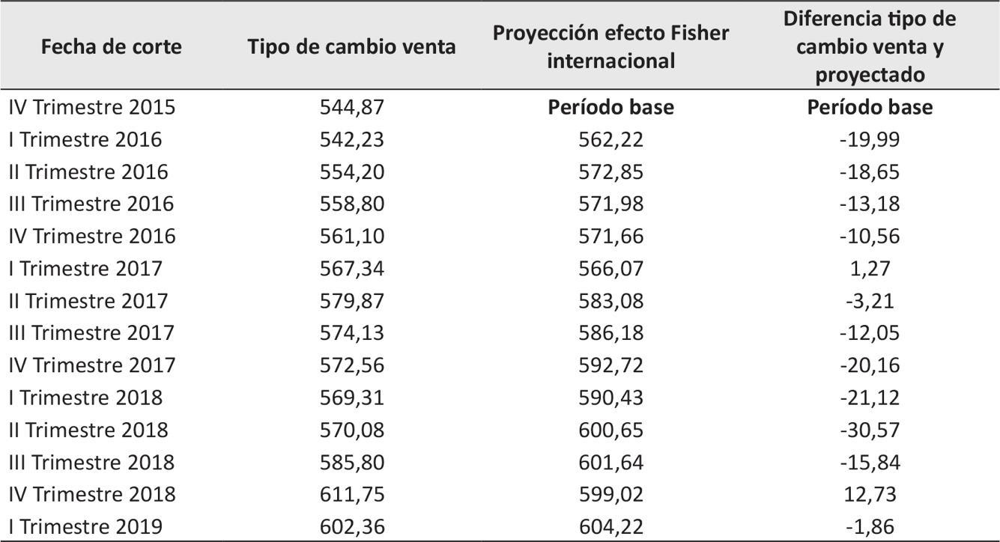 Fecha de corte Tipo de cambio venta Proyección efecto Fisher internacional Diferencia tipo de cambio venta y proyectado
IV Trimestre 2015 544,87 Período base Período base
I Trimestre 2016 542,23 562,22 -19,99
II Trimestre 2016 554,20 572,85 -18,65
III Trimestre 2016 558,80 571,98 -13,18
IV Trimestre 2016 561,10 571,66 -10,56
I Trimestre 2017 567,34 566,07 1,27
II Trimestre 2017 579,87 583,08 -3,21
III Trimestre 2017 574,13 586,18 -12,05
IV Trimestre 2017 572,56 592,72 -20,16
I Trimestre 2018 569,31 590,43 -21,12
II Trimestre 2018 570,08 600,65 -30,57
III Trimestre 2018 585,80 601,64 -15,84
IV Trimestre 2018 611,75 599,02 12,73
I Trimestre 2019 602,36 604,22 -1,86